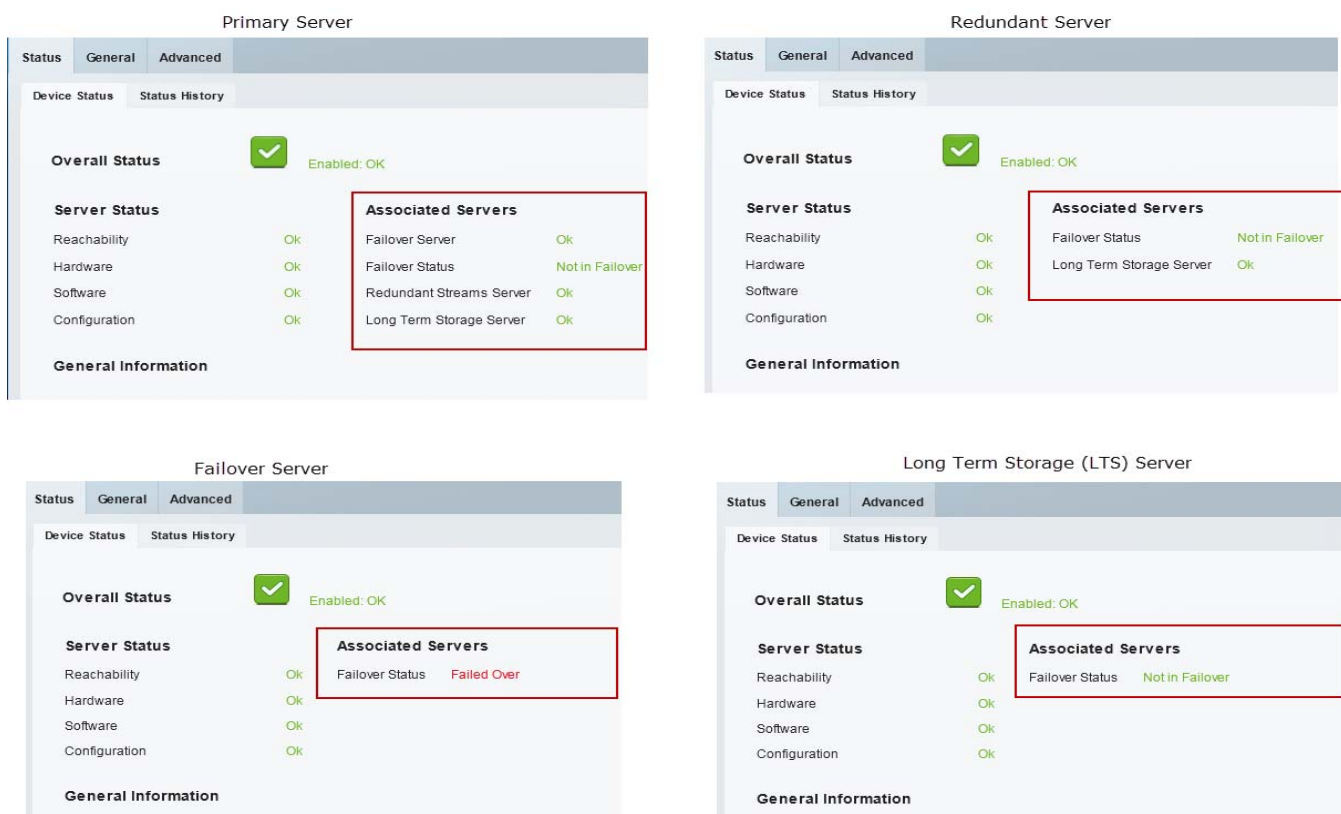 Primary Server
Status General Advanced
Device Status Status History
Overall Status Enabled: OK
Server Status Associated Servers
Reachability Ok Failover Server Ok
Hardware Ok Failover Status Not in Failover
Software Ok Redundant Streams Server Ok
Configuration Ok Long Term Storage Server Ok
General Information
Redundant Server
Status General Advanced
Device Status Status History
Overall Status Enabled: OK
Server Status Associated Servers
Reachability Ok Failover Status Not in Failover
Hardware Ok Long Term Storage Server Ok
Software Ok
Configuration Ok
General Information
Failover Server
Status General Advanced
Device Status Status History
Overall Status Enabled: OK
Server Status Associated Servers
Reachability Ok Failover Status Failed Over
Hardware Ok
Software Ok
Configuration Ok
General Information
Long Term Storage (LTS) Server
Status General Advanced
Device Status Status History
Overall Status Enabled: OK
Server Status Associated Servers
Reachability Ok Failover Status Not in Failover
Hardware Ok
Software Ok
Configuration Ok
General Information